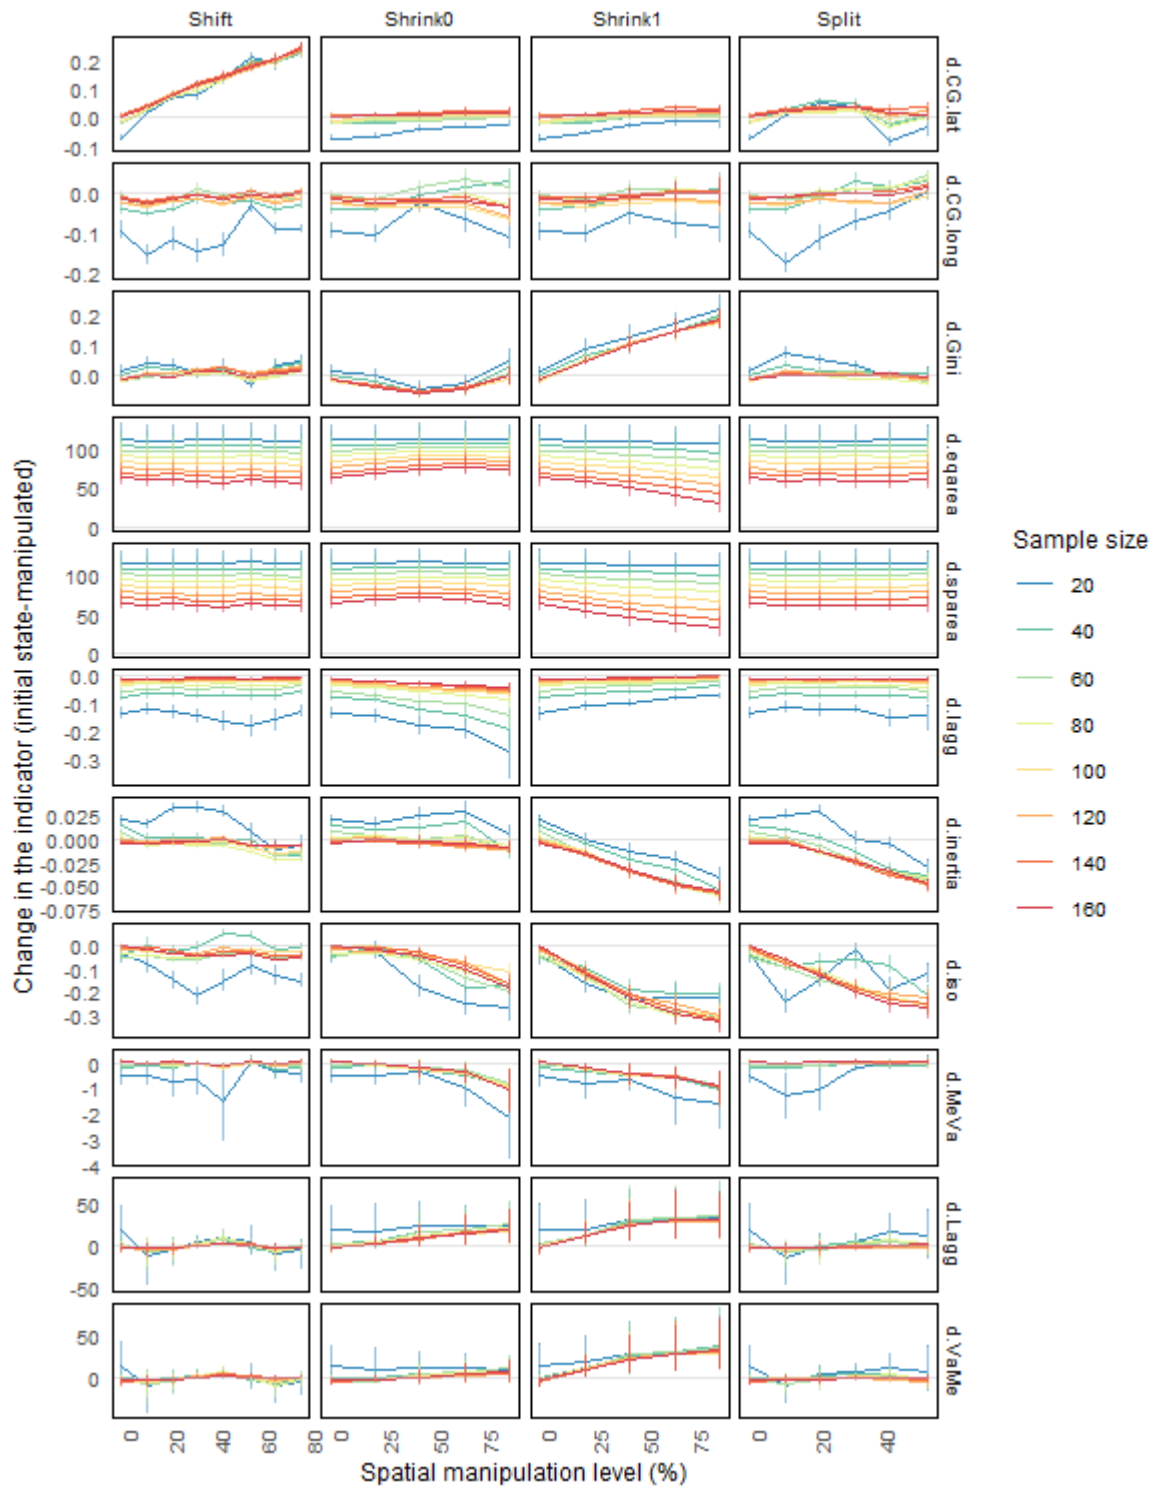 Shift Shrink0 Shrink1 Split
0.2
0.1
0.0
-0.1
d.CG.lat
0.0
-0.1
-0.2
d.CG.long
0.2
0.1
0.0
d.Gini
100
50
0
d.eqarea
100
50
0
d.sparea
0.0
-0.1
-0.2
-0.3
d.Iagg
0.025
0.000
-0.025
-0.050
-0.075
d.inertia
0.0
-0.1
-0.2
-0.3
d.iso
0
-1
-2
-3
-4
d.MeVa
50
0
-50
d.Lagg
50
0
d.VaMe
0 20 40 60 80 0 25 50 75 0 25 50 75 0 20 40
Spatial manipulation level (%)
Change in the indicator (initial state-manipulated)
Sample size
20
40
60
80
100
120
140
160